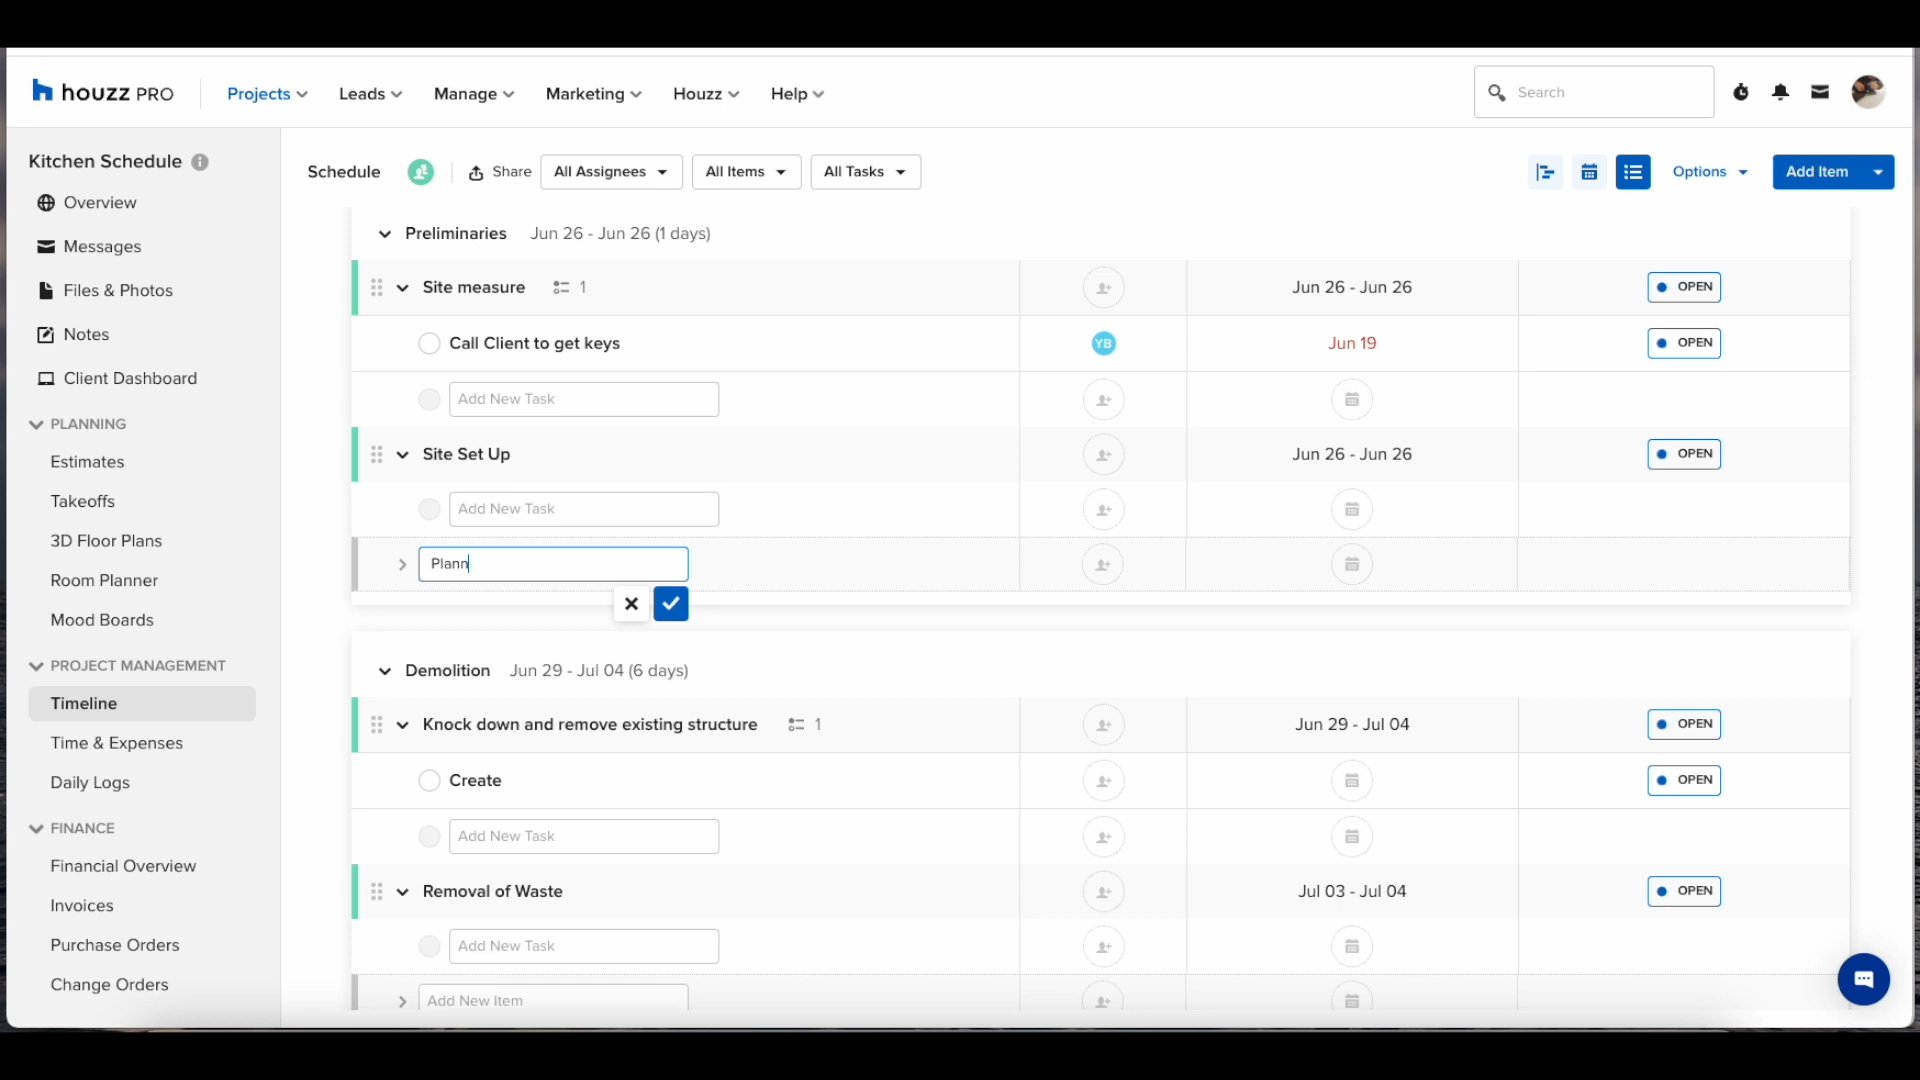 houzz PRO
Projects
Leads
Manage
Marketing
Houzz
Help
Search
Kitchen Schedule
Overview
Messages
Files & Photos
Notes
Client Dashboard
PLANNING
Estimates
Takeoffs
3D Floor Plans
Room Planner
Mood Boards
PROJECT MANAGEMENT
Timeline
Time & Expenses
Daily Logs
FINANCE
Financial Overview
Invoices
Purchase Orders
Change Orders
Schedule
Share
All Assignees
All Items
All Tasks
Options
Add Item
Preliminaries Jun 26 - Jun 26 (1 days)
Site measure 1 Jun 26 - Jun 26 OPEN
Call Client to get keys YB Jun 19 OPEN
Add New Task
Site Set Up Jun 26 - Jun 26 OPEN
Add New Task
Plann
Demolition Jun 29 - Jul 04 (6 days)
Knock down and remove existing structure 1 Jun 29 - Jul 04 OPEN
Create OPEN
Add New Task
Removal of Waste Jul 03 - Jul 04 OPEN
Add New Task
Add New Item